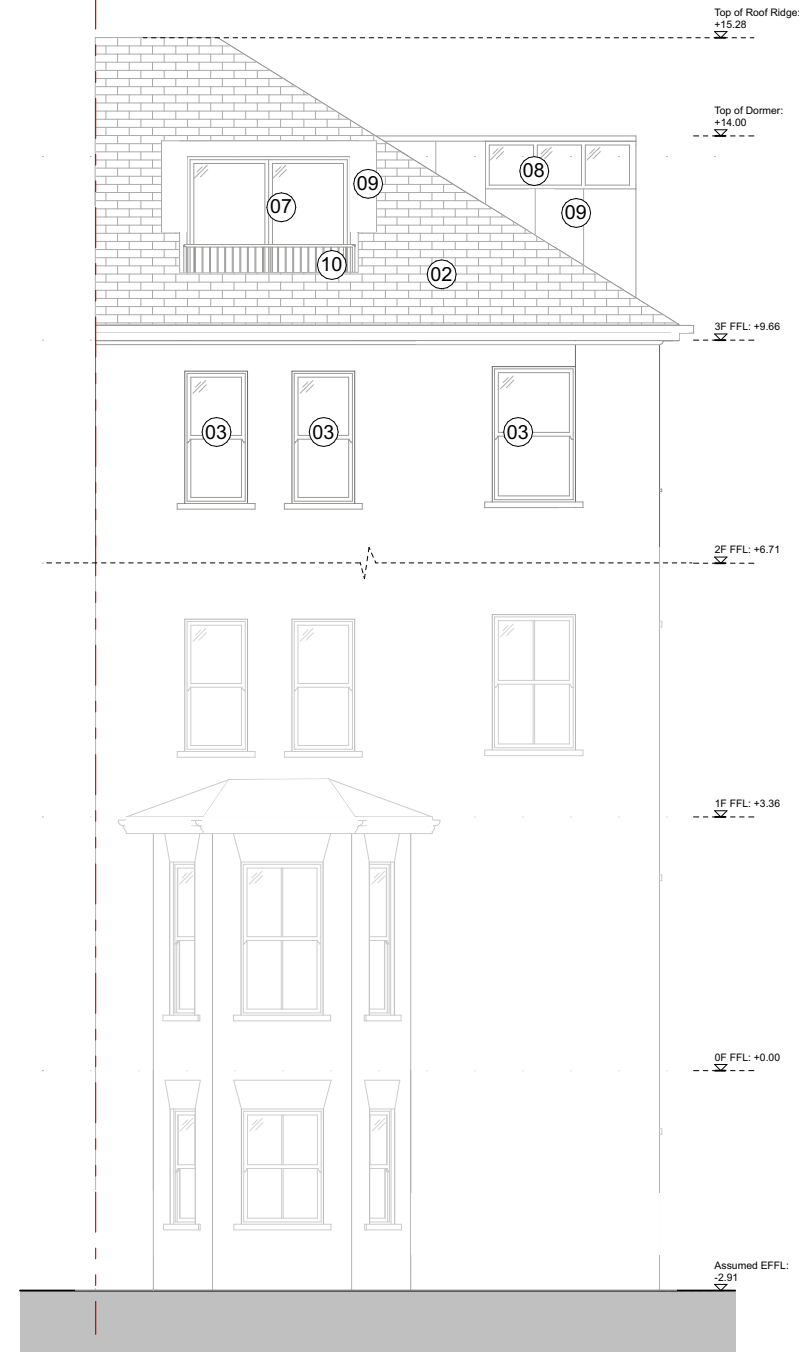 Top of Roof Ridge:
+15.28
Top of Dormer:
+14.00
08
09
07
09
10
02
3F FFL: +9.66
03
03
03
2F FFL: +6.71
1F FFL: +3.36
0F FFL: +0.00
Assumed EFFL:
-2.91